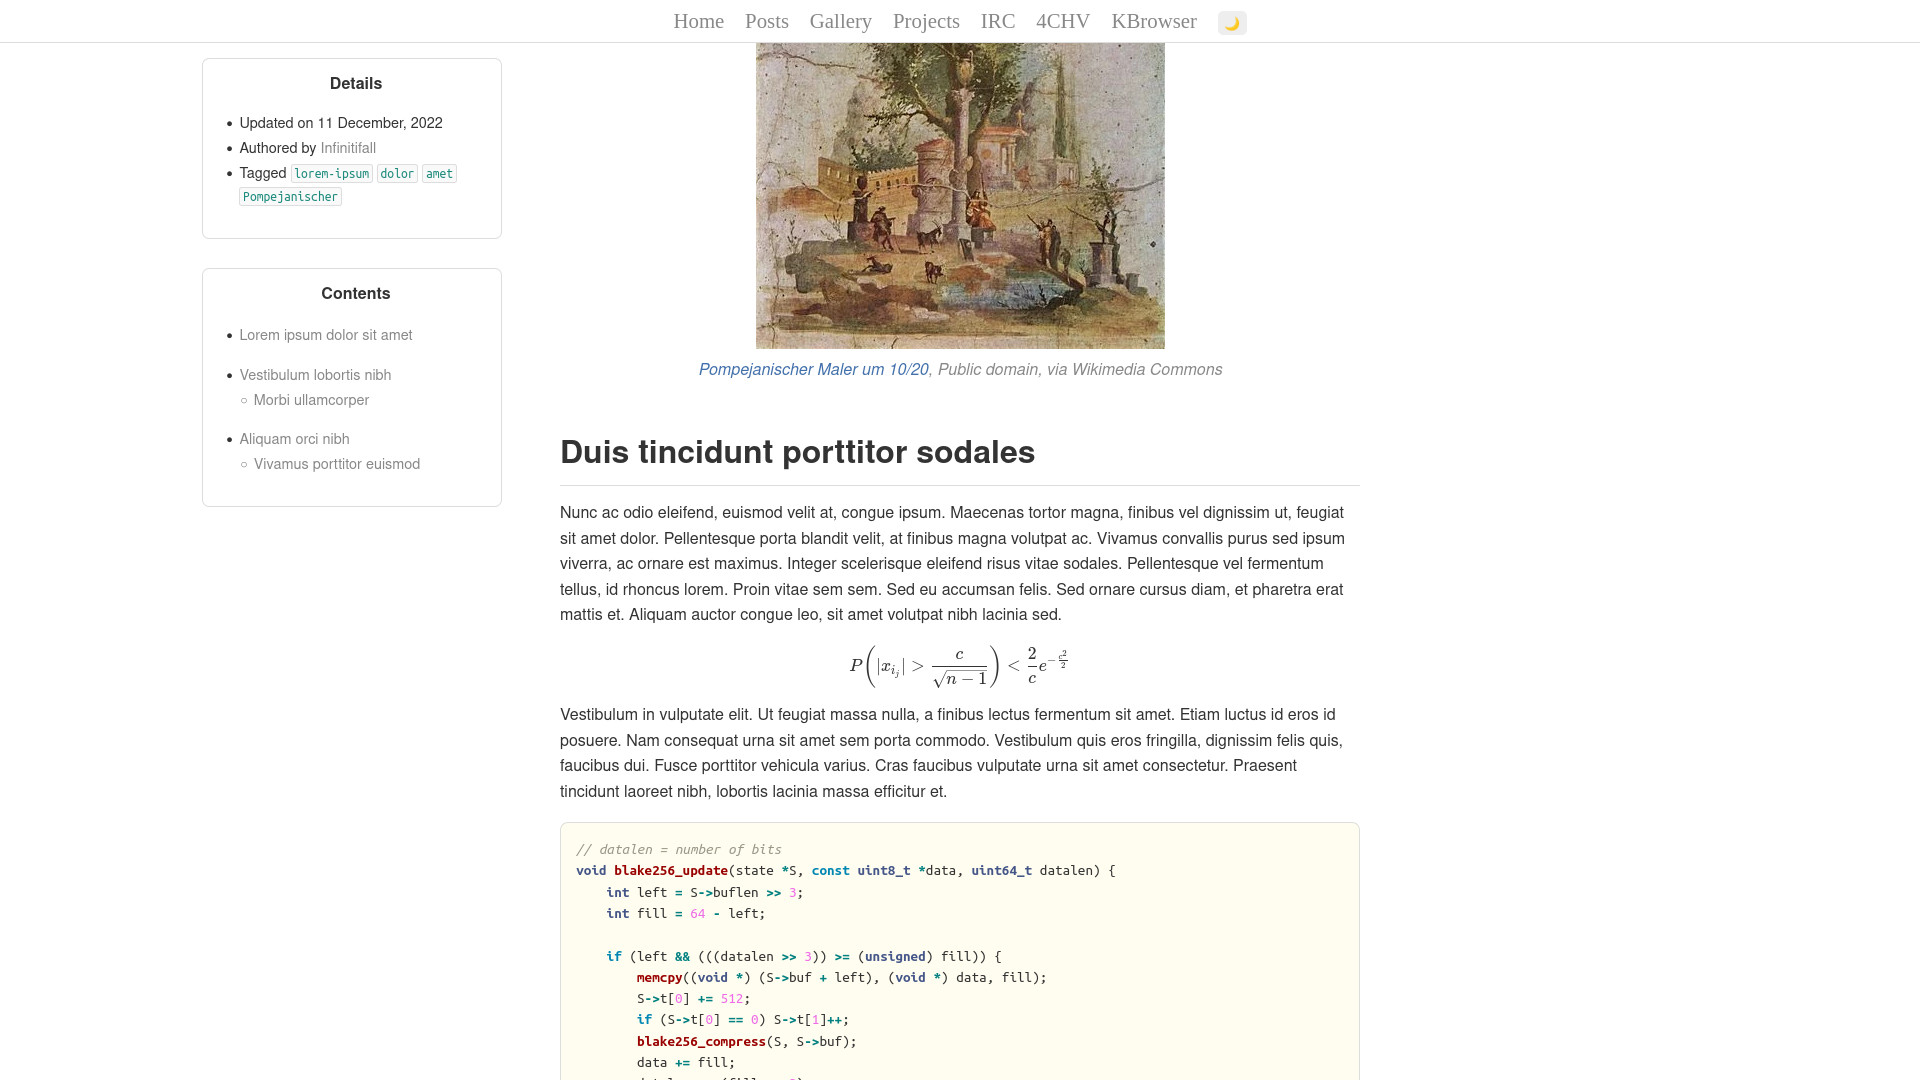 Home Posts Gallery Projects IRC 4CHV KBrowser 🌙
Details
• Updated on 11 December, 2022
• Authored by Infinitifall
• Tagged lorem-ipsum dolor amet
Pompejanischer
Contents
• Lorem ipsum dolor sit amet
• Vestibulum lobortis nibh
○ Morbi ullamcorper
• Aliquam orci nibh
○ Vivamus porttitor euismod
Pompejanischer Maler um 10/20, Public domain, via Wikimedia Commons
Duis tincidunt porttitor sodales
Nunc ac odio eleifend, euismod velit at, congue ipsum. Maecenas tortor magna, finibus vel dignissim ut, feugiat
sit amet dolor. Pellentesque porta blandit velit, at finibus magna volutpat ac. Vivamus convallis purus sed ipsum
viverra, ac ornare est maximus. Integer scelerisque eleifend risus vitae sodales. Pellentesque vel fermentum
tellus, id rhoncus lorem. Proin vitae sem sem. Sed eu accumsan felis. Sed ornare cursus diam, et pharetra erat
mattis et. Aliquam auctor congue leo, sit amet volutpat nibh lacinia sed.
P(|x_{i_j}| > c/√(n − 1)) < 2/c e^{−c²/2}
Vestibulum in vulputate elit. Ut feugiat massa nulla, a finibus lectus fermentum sit amet. Etiam luctus id eros id
posuere. Nam consequat urna sit amet sem porta commodo. Vestibulum quis eros fringilla, dignissim felis quis,
faucibus dui. Fusce porttitor vehicula varius. Cras faucibus vulputate urna sit amet consectetur. Praesent
tincidunt laoreet nibh, lobortis lacinia massa efficitur et.
// datalen = number of bits
void blake256_update(state *S, const uint8_t *data, uint64_t datalen) {
    int left = S->buflen >> 3;
    int fill = 64 - left;
    if (left && (((datalen >> 3)) >= (unsigned) fill)) {
        memcpy((void *) (S->buf + left), (void *) data, fill);
        S->t[0] += 512;
        if (S->t[0] == 0) S->t[1]++;
        blake256_compress(S, S->buf);
        data += fill;